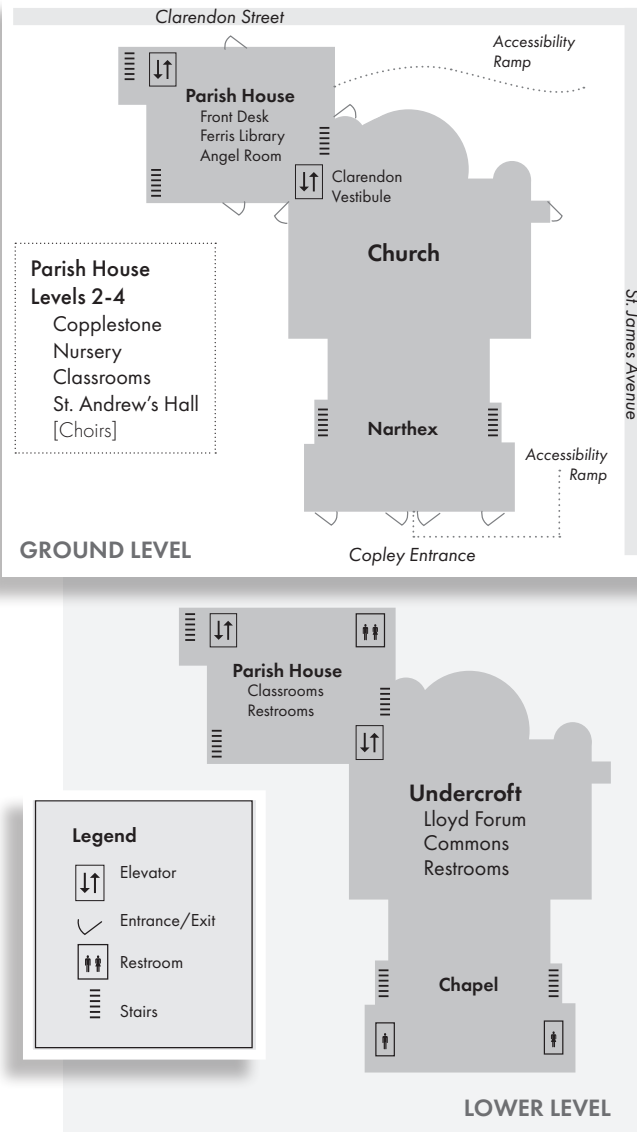 Clarendon Street
Accessibility
Ramp
Parish House
Front Desk
Ferris Library
Angel Room
Clarendon
Vestibule
Church
St. James Avenue
Parish House
Levels 2-4
Copplestone
Nursery
Classrooms
St. Andrew's Hall
[Choirs]
Narthex
Accessibility
Ramp
GROUND LEVEL
Copley Entrance
Parish House
Classrooms
Restrooms
Undercroft
Lloyd Forum
Commons
Restrooms
Legend
Elevator
Entrance/Exit
Restroom
Stairs
Chapel
LOWER LEVEL